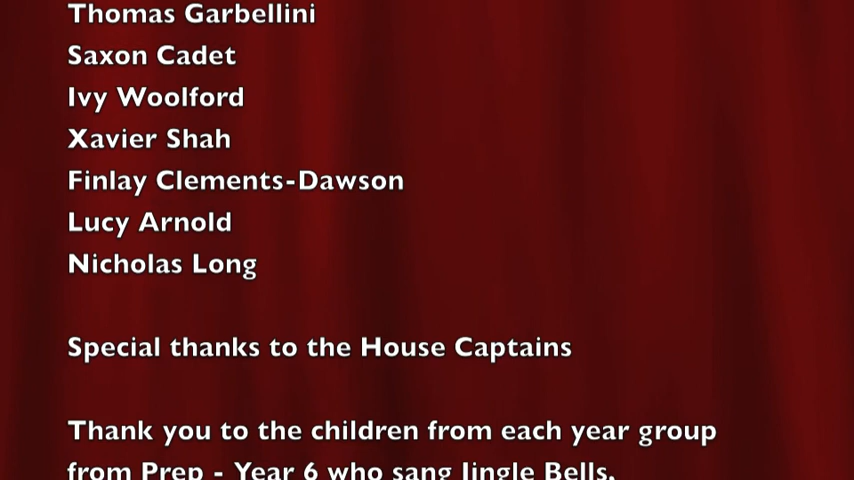 Thomas Garbellini
Saxon Cadet
Ivy Woolford
Xavier Shah
Finlay Clements-Dawson
Lucy Arnold
Nicholas Long
Special thanks to the House Captains
Thank you to the children from each year group
from Prep - Year 6 who sang Jingle Bells.